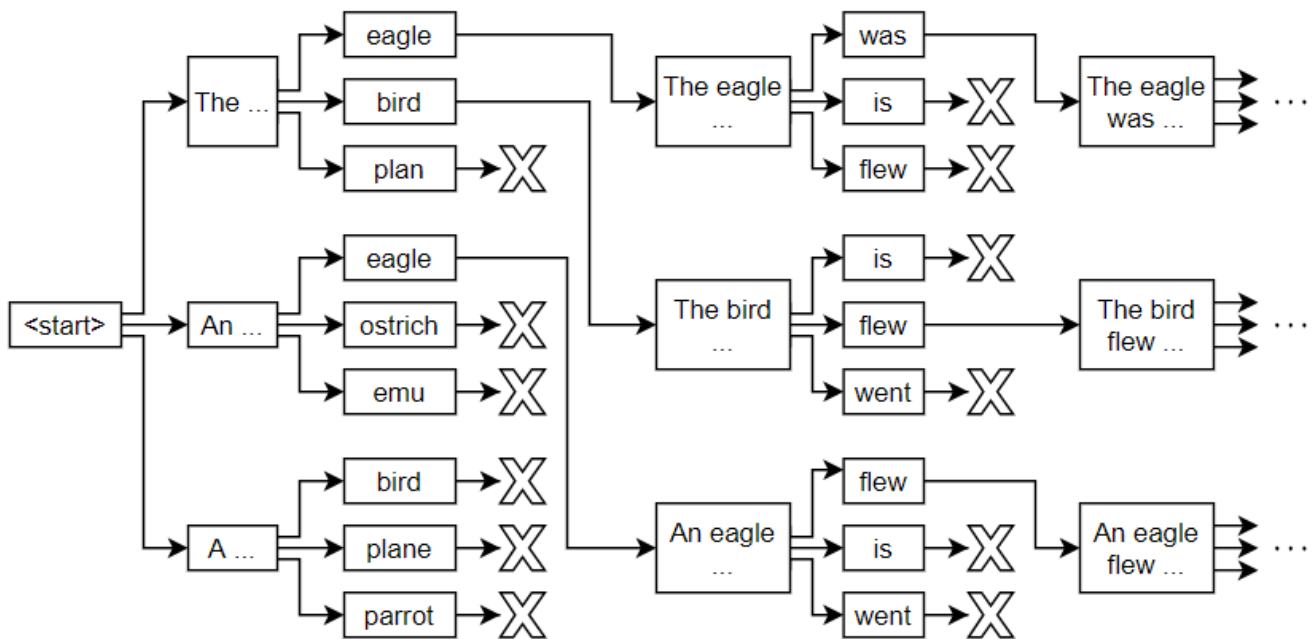 <start>
The ...
An ...
A ...
eagle
bird
plan
eagle
ostrich
emu
bird
plane
parrot
The eagle
...
The bird
...
An eagle
...
was
is
flew
is
flew
went
flew
is
went
The eagle
was ...
The bird
flew ...
An eagle
flew ...
...
...
...